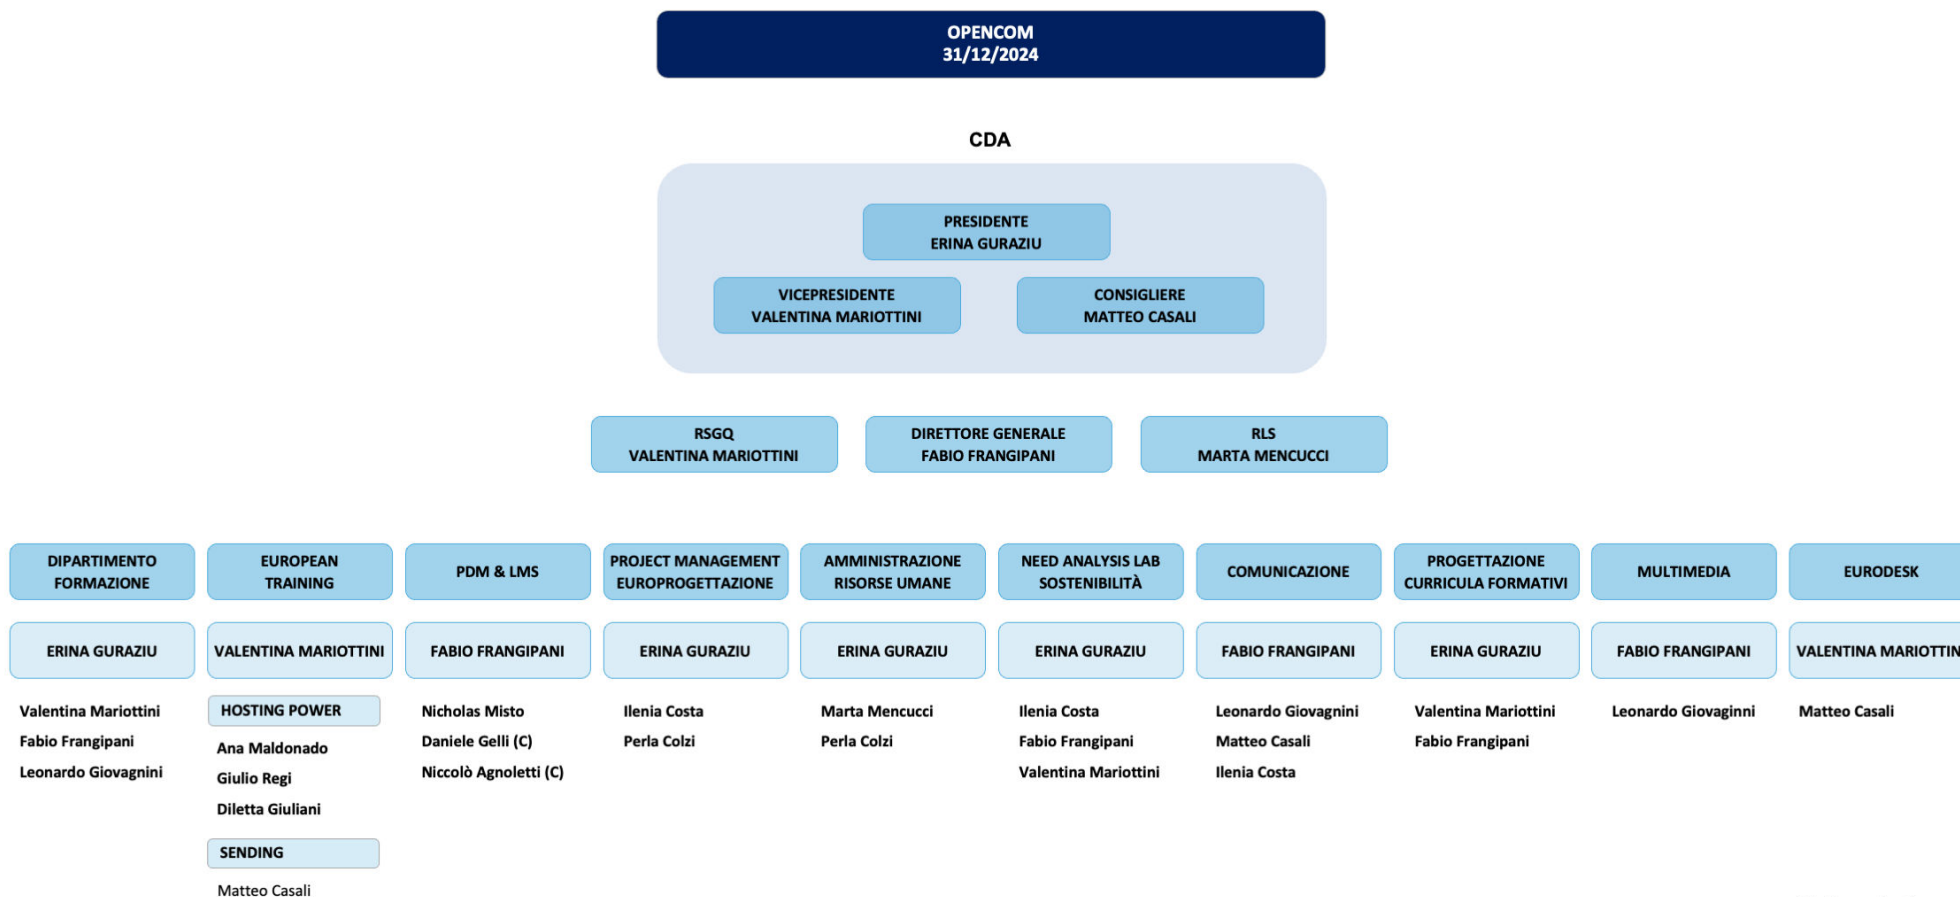 OPENCOM
31/12/2024
CDA
PRESIDENTE
ERINA GURAZIU
VICEPRESIDENTE
VALENTINA MARIOTTINI
CONSIGLIERE
MATTEO CASALI
RSGQ
VALENTINA MARIOTTINI
DIRETTORE GENERALE
FABIO FRANGIPANI
RLS
MARTA MENCUCCI
DIPARTIMENTO
FORMAZIONE
ERINA GURAZIU
Valentina Mariottini
Fabio Frangipani
Leonardo Giovagnini
EUROPEAN
TRAINING
VALENTINA MARIOTTINI
HOSTING POWER
Ana Maldonado
Giulio Regi
Diletta Giuliani
SENDING
Matteo Casali
PDM & LMS
FABIO FRANGIPANI
Nicholas Misto
Daniele Gelli (C)
Niccolò Agnoletti (C)
PROJECT MANAGEMENT
EUROPROGETTAZIONE
ERINA GURAZIU
Ilenia Costa
Perla Colzi
AMMINISTRAZIONE
RISORSE UMANE
ERINA GURAZIU
Marta Mencucci
Perla Colzi
NEED ANALYSIS LAB
SOSTENIBILITÀ
ERINA GURAZIU
Ilenia Costa
Fabio Frangipani
Valentina Mariottini
COMUNICAZIONE
FABIO FRANGIPANI
Leonardo Giovagnini
Matteo Casali
Ilenia Costa
PROGETTAZIONE
CURRICULA FORMATIVI
ERINA GURAZIU
Valentina Mariottini
Fabio Frangipani
MULTIMEDIA
FABIO FRANGIPANI
Leonardo Giovaginni
EURODESK
VALENTINA MARIOTTIN
Matteo Casali